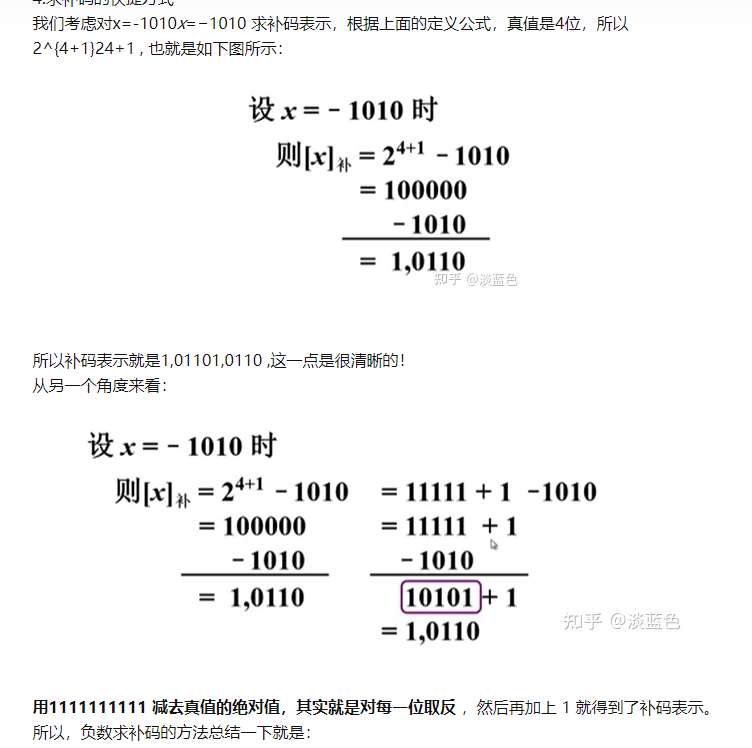 4.求补码的快捷方式
我们考虑对x=-1010x=−1010 求补码表示，根据上面的定义公式，真值是4位，所以
2^{4+1}24+1 , 也就是如下图所示：
设 x = − 1010 时
则[x]补 = 2⁴⁺¹ − 1010
= 100000
− 1010
= 1,0110
知乎 @淡蓝色
所以补码表示就是1,01101,0110 ,这一点是很清晰的！
从另一个角度来看：
设 x = − 1010 时
则[x]补 = 2⁴⁺¹ − 1010 = 11111 + 1 −1010
= 100000 = 11111 + 1
− 1010 − 1010
= 1,0110 10101 + 1
= 1,0110
知乎 @淡蓝色
用1111111111 减去真值的绝对值，其实就是对每一位取反 ，然后再加上 1 就得到了补码表示。
所以，负数求补码的方法总结一下就是：